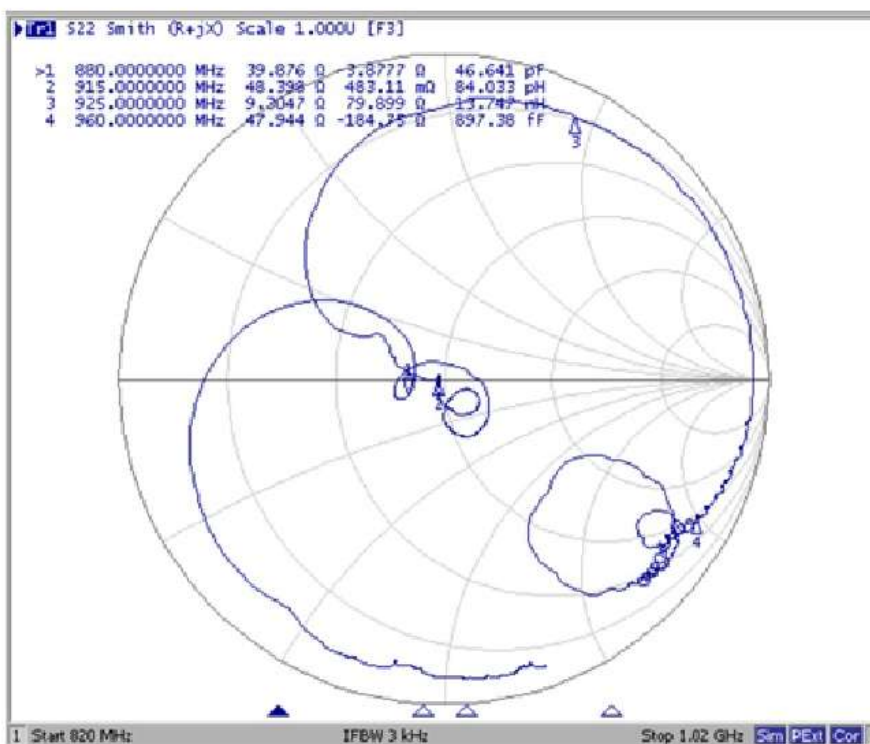 Tr1 S22 Smith (R+jX) Scale 1.000U [F3]
>1 880.0000000 MHz 39.876 Ω -3.8777 Ω 46.641 pF
2 915.0000000 MHz 48.398 Ω 483.11 mΩ 84.033 pH
3 925.0000000 MHz 9.3047 Ω 79.899 Ω 13.747 nH
4 960.0000000 MHz 47.944 Ω -184.75 Ω 897.38 fF
3
2
4
1 Start 820 MHz IFBW 3 kHz Stop 1.02 GHz Sim PExt Cor